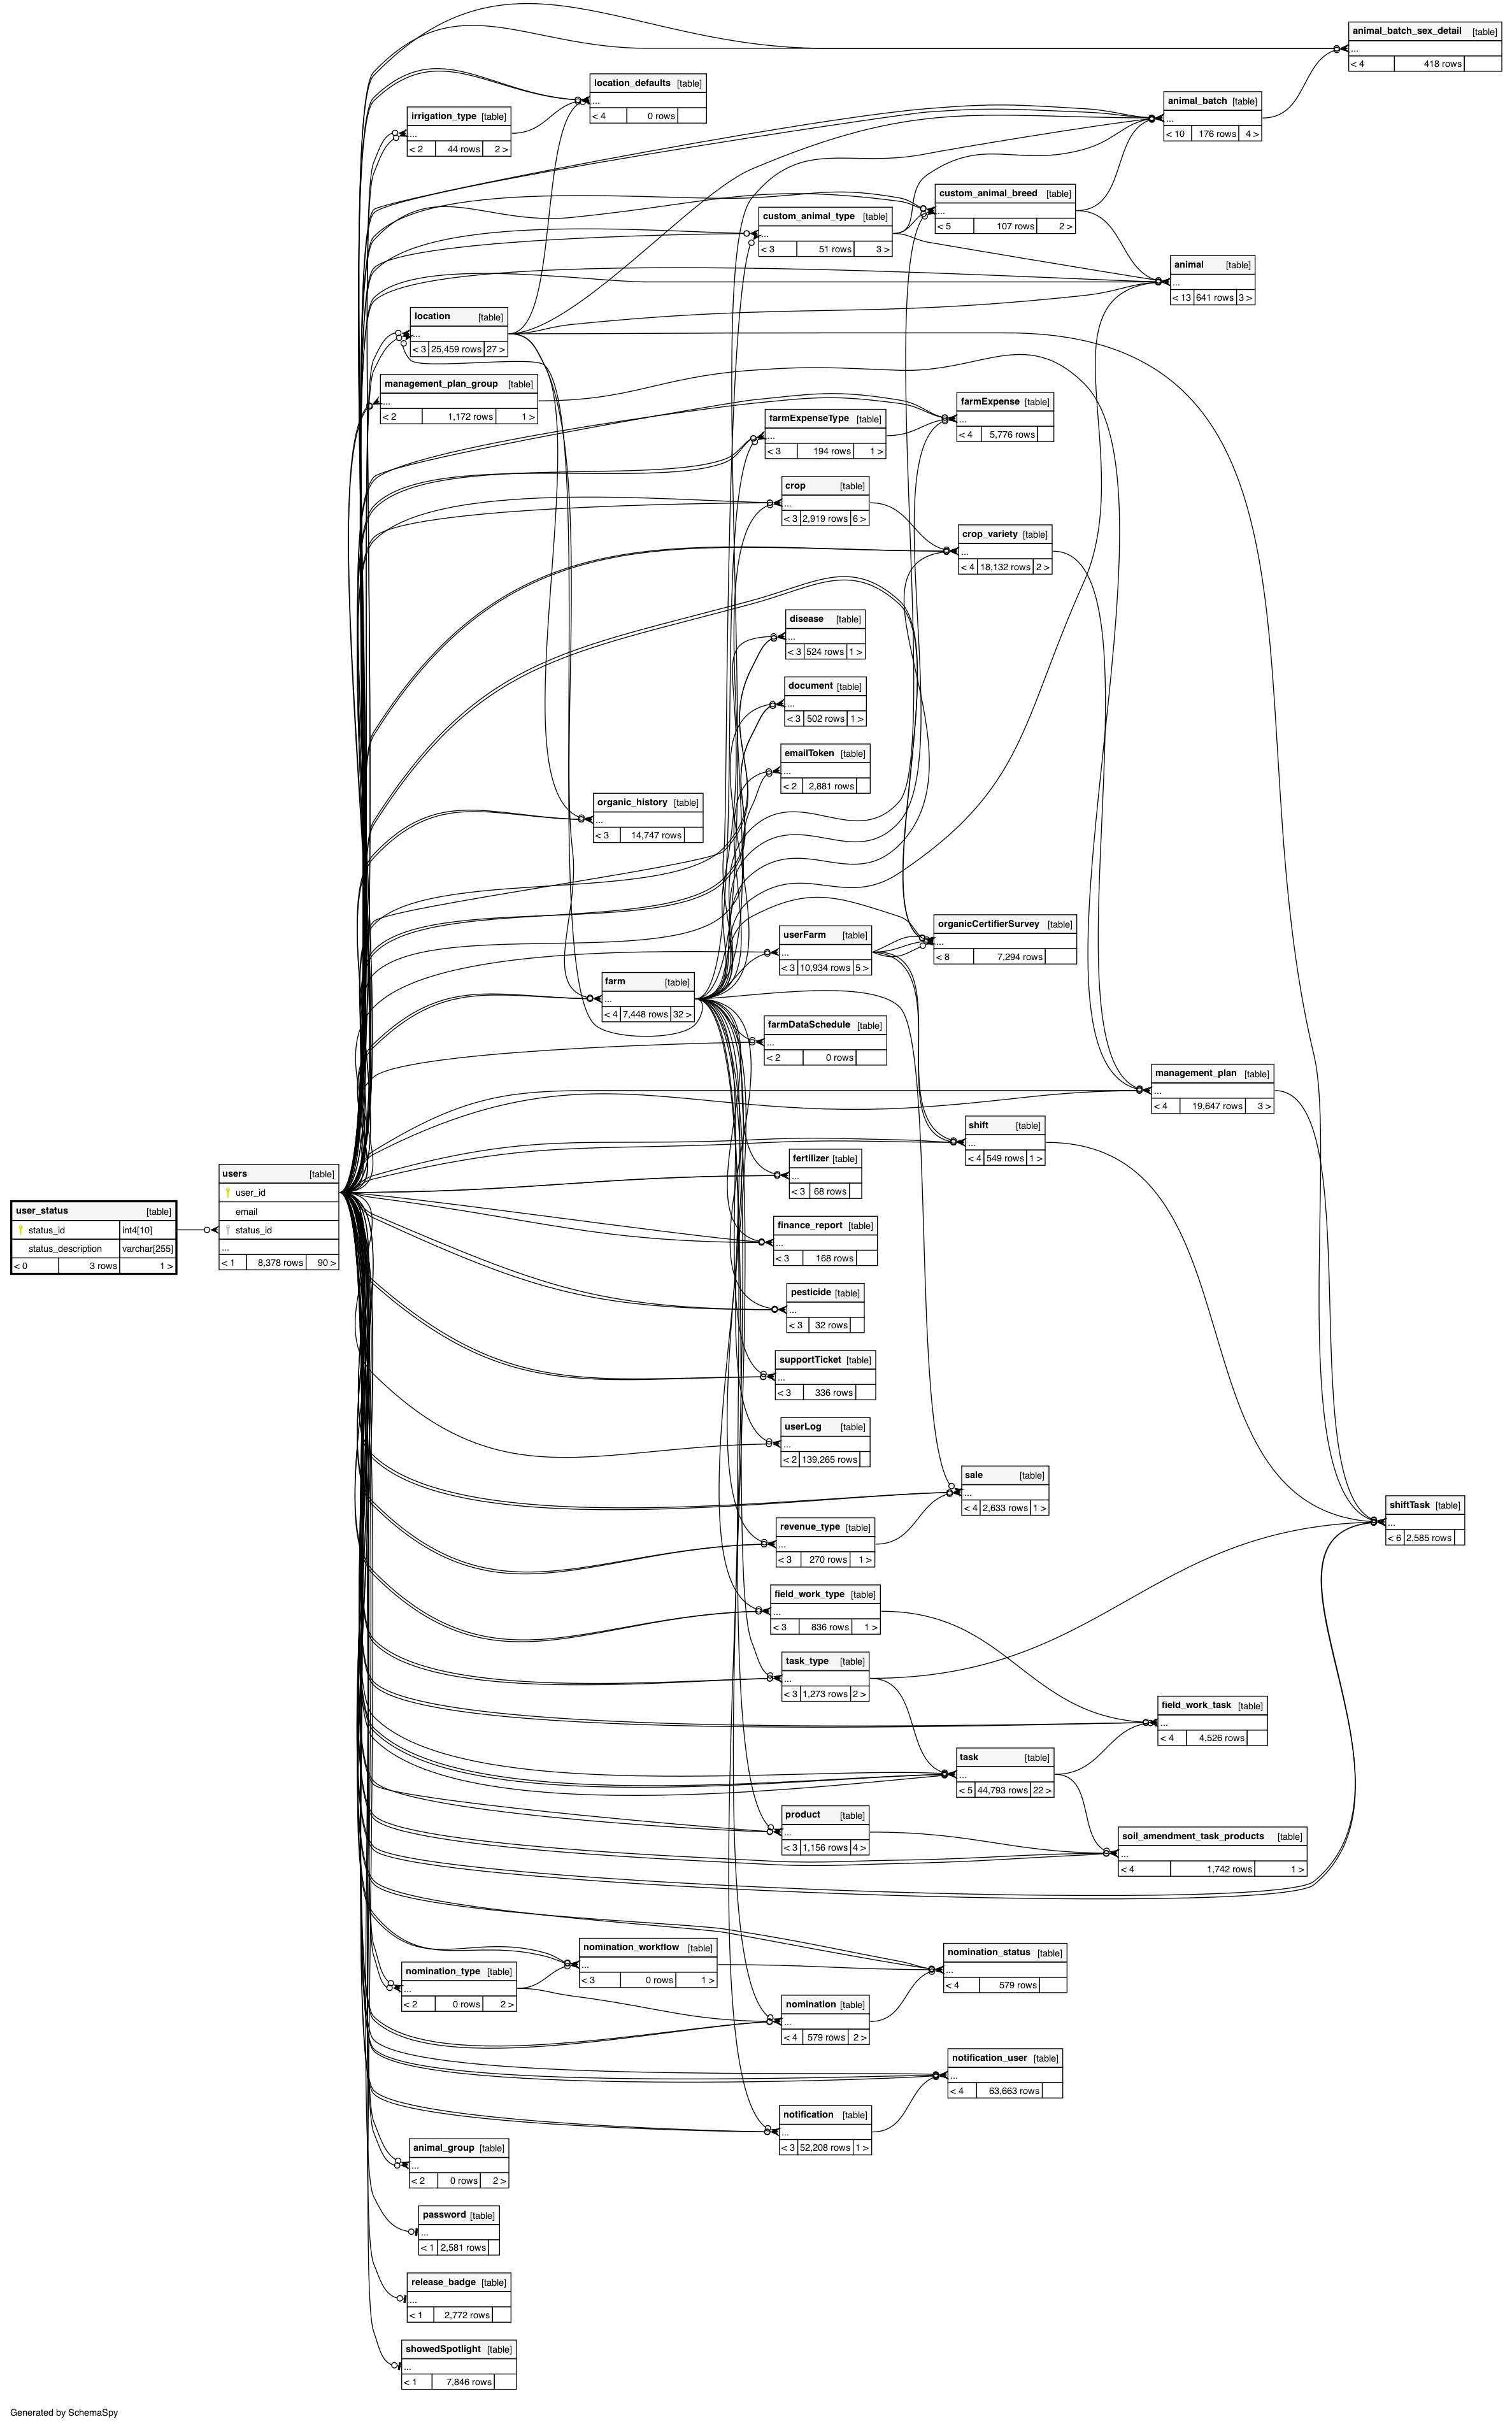 animal_batch_sex_detail [table]
...
< 4 418 rows
location_defaults [table]
...
< 4 0 rows
animal_batch [table]
...
< 10 176 rows 4 >
irrigation_type [table]
...
< 2 44 rows 2 >
custom_animal_breed [table]
...
< 5 107 rows 2 >
custom_animal_type [table]
...
< 3 51 rows 3 >
animal [table]
...
< 13 641 rows 3 >
location [table]
...
< 3 25,459 rows 27 >
management_plan_group [table]
...
< 2 1,172 rows 1 >
farmExpense [table]
...
< 4 5,776 rows
farmExpenseType [table]
...
< 3 194 rows 1 >
crop [table]
...
< 3 2,919 rows 6 >
crop_variety [table]
...
< 4 18,132 rows 2 >
disease [table]
...
< 3 524 rows 1 >
document [table]
...
< 3 502 rows 1 >
emailToken [table]
...
< 2 2,881 rows
organic_history [table]
...
< 3 14,747 rows
organicCertifierSurvey [table]
...
< 8 7,294 rows
userFarm [table]
...
< 3 10,934 rows 5 >
farm [table]
...
< 4 7,448 rows 32 >
farmDataSchedule [table]
...
< 2 0 rows
management_plan [table]
...
< 4 19,647 rows 3 >
shift [table]
...
< 4 549 rows 1 >
fertilizer [table]
...
< 3 68 rows
users [table]
user_id
email
status_id
...
< 1 8,378 rows 90 >
user_status [table]
status_id int4[10]
status_description varchar[255]
< 0 3 rows 1 >
finance_report [table]
...
< 3 168 rows
pesticide [table]
...
< 3 32 rows
supportTicket [table]
...
< 3 336 rows
userLog [table]
...
< 2 139,265 rows
sale [table]
...
< 4 2,633 rows 1 >
shiftTask [table]
...
< 6 2,585 rows
revenue_type [table]
...
< 3 270 rows 1 >
field_work_type [table]
...
< 3 836 rows 1 >
task_type [table]
...
< 3 1,273 rows 2 >
field_work_task [table]
...
< 4 4,526 rows
task [table]
...
< 5 44,793 rows 22 >
product [table]
...
< 3 1,156 rows 4 >
soil_amendment_task_products [table]
...
< 4 1,742 rows 1 >
nomination_workflow [table]
...
< 3 0 rows 1 >
nomination_status [table]
...
< 4 579 rows
nomination_type [table]
...
< 2 0 rows 2 >
nomination [table]
...
< 4 579 rows 2 >
notification_user [table]
...
< 4 63,663 rows
notification [table]
...
< 3 52,208 rows 1 >
animal_group [table]
...
< 2 0 rows 2 >
password [table]
...
< 1 2,581 rows
release_badge [table]
...
< 1 2,772 rows
showedSpotlight [table]
...
< 1 7,846 rows
Generated by SchemaSpy